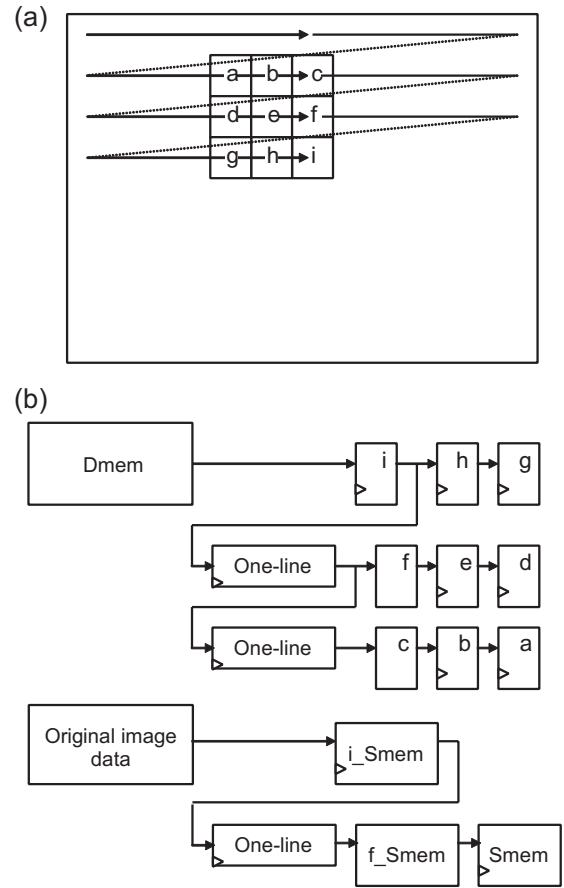 (a)
a b c
d e f
g h i
(b)
Dmem i h g
One-line f e d
One-line c b a
Original image
data
i_Smem
One-line f_Smem Smem